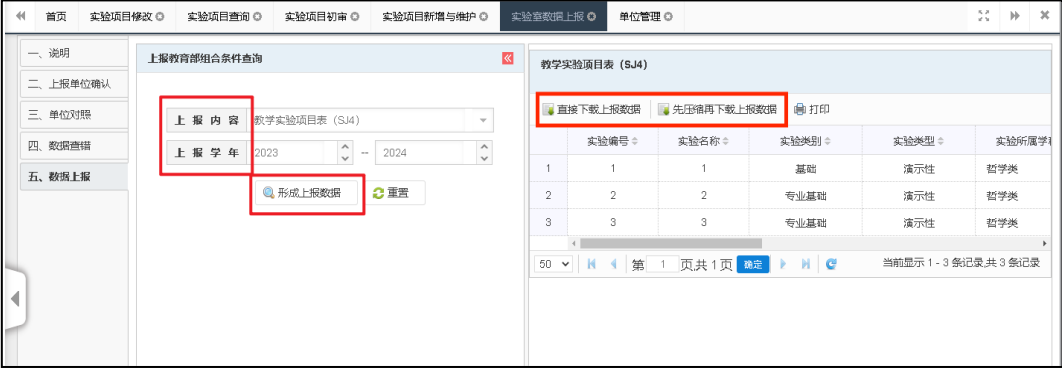 首页 实验项目修改 实验项目查询 实验项目初审 实验项目新增与维护 实验室数据上报 单位管理
一、说明
二、上报单位确认
三、单位对照
四、数据查错
五、数据上报
上报教育部组合条件查询
上报内容 教学实验项目表（SJ4）
上报学年 2023 -- 2024
形成上报数据 重置
教学实验项目表（SJ4）
直接下载上报数据 先压缩再下载上报数据 打印
实验编号 实验名称 实验类别 实验类型 实验所属学
1 1 1 基础 演示性 哲学类
2 2 2 专业基础 演示性 哲学类
3 3 3 专业基础 演示性 哲学类
50 第 1 页,共 1 页 确定 当前显示 1 - 3 条记录,共 3 条记录